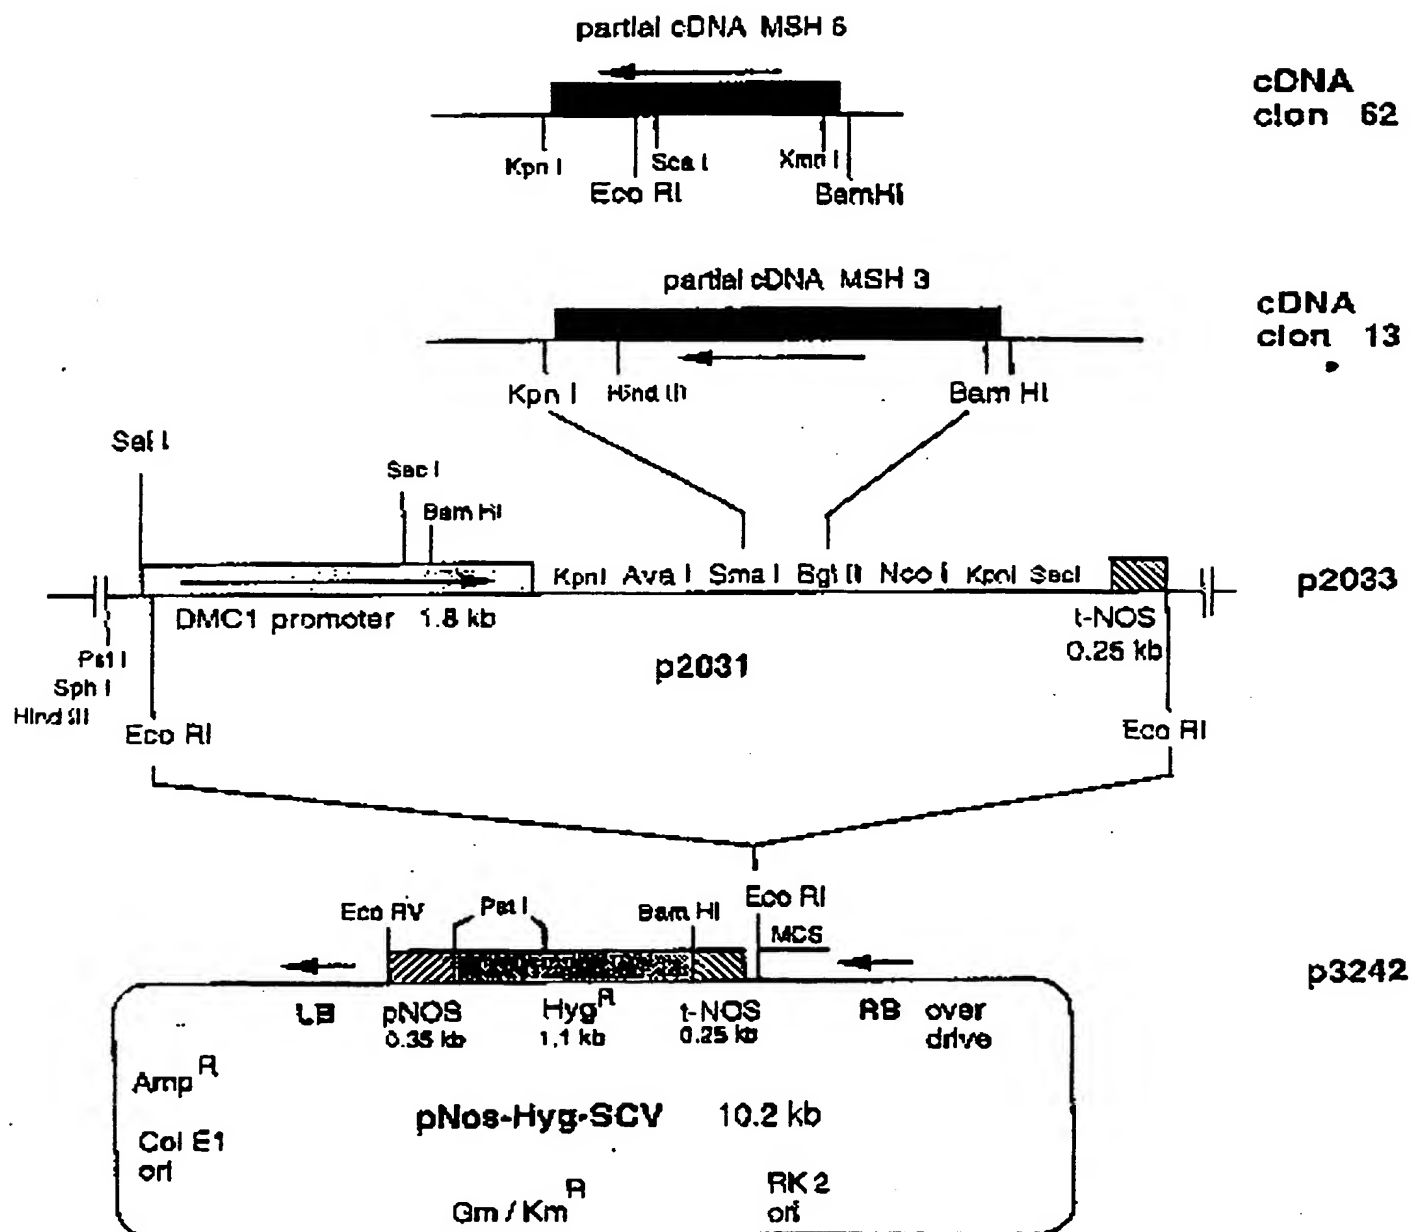 partial cDNA MSH 6
cDNA
clon 62
Kpn I
Sca I
Xmn I
Eco RI
BamHI
partial cDNA MSH 3
cDNA
clon 13
Kpn I
Hind III
Bam HI
Sal I
Sac I
Bam HI
KpnI Ava I Sma I Bgl II Nco I KpnI SacI
p2033
DMC1 promoter 1.8 kb
t-NOS
0.25 kb
p2031
Pst I
Sph I
Hind III
Eco RI
Eco RI
Eco RV
Pst I
Bam HI
Eco RI
MCS
p3242
LB
pNOS
0.35 kb
Hyg R
1.1 kb
t-NOS
0.25 kb
RB over
drive
Amp R
pNos-Hyg-SCV 10.2 kb
Col E1
ori
Gm / Km R
RK 2
ori